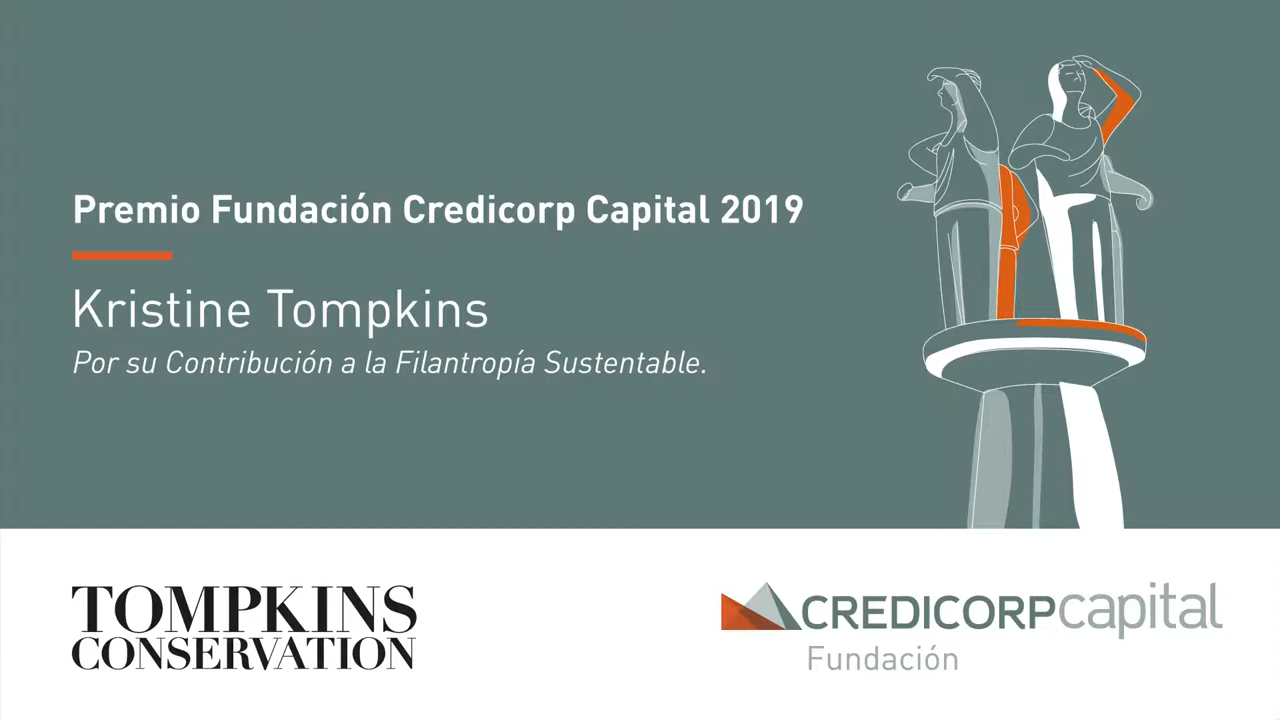 Premio Fundación Credicorp Capital 2019
Kristine Tompkins
Por su Contribución a la Filantropía Sustentable.
TOMPKINS
CONSERVATION
CREDICORPcapital
Fundación